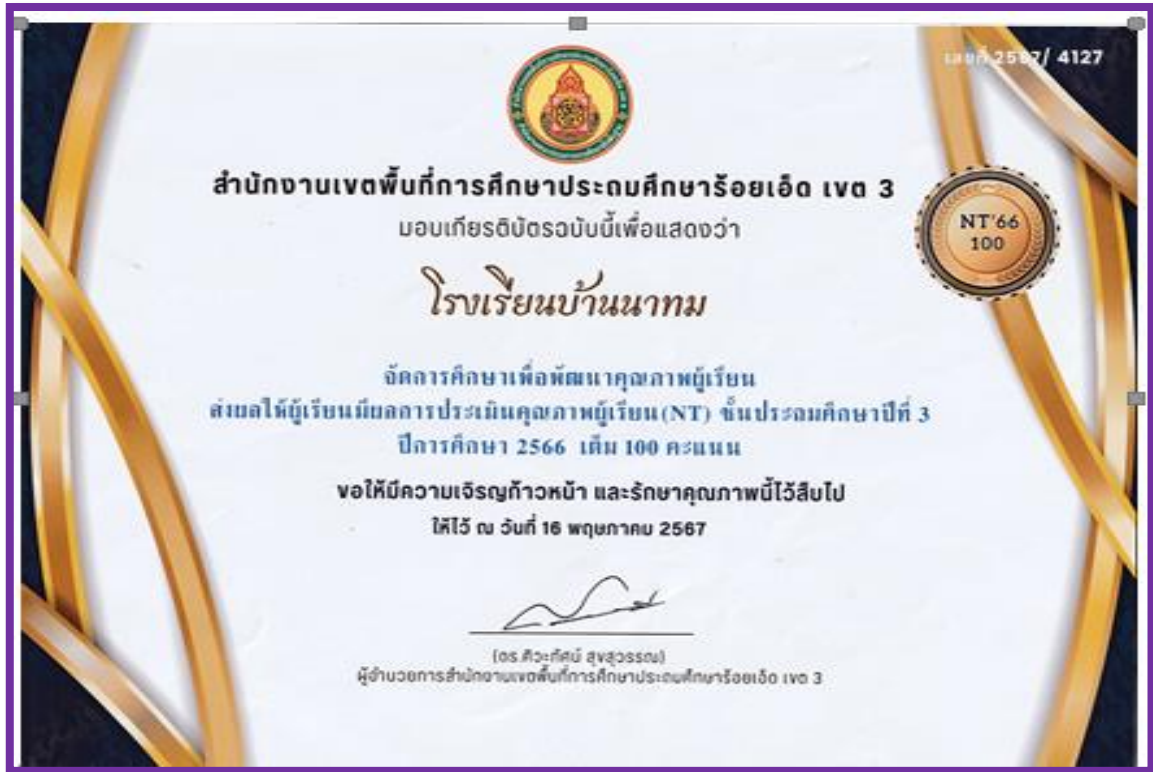 เลขที่ 2567/ 4127
สำนักงานเขตพื้นที่การศึกษาประถมศึกษาร้อยเอ็ด เขต 3
มอบเกียรติบัตรฉบับนี้เพื่อแสดงว่า
NT'66
100
โรงเรียนบ้านนาทม
จัดการศึกษาเพื่อพัฒนาคุณภาพผู้เรียน
ส่งผลให้ผู้เรียนมีผลการประเมินคุณภาพผู้เรียน(NT) ชั้นประถมศึกษาปีที่ 3
ปีการศึกษา 2566 เต็ม 100 คะแนน
ขอให้มีความเจริญก้าวหน้า และรักษาคุณภาพนี้ไว้สืบไป
ให้ไว้ ณ วันที่ 16 พฤษภาคม 2567
(ดร.ศิวะทัศน์ สุขสุวรรณ)
ผู้อำนวยการสำนักงานเขตพื้นที่การศึกษาประถมศึกษาร้อยเอ็ด เขต 3